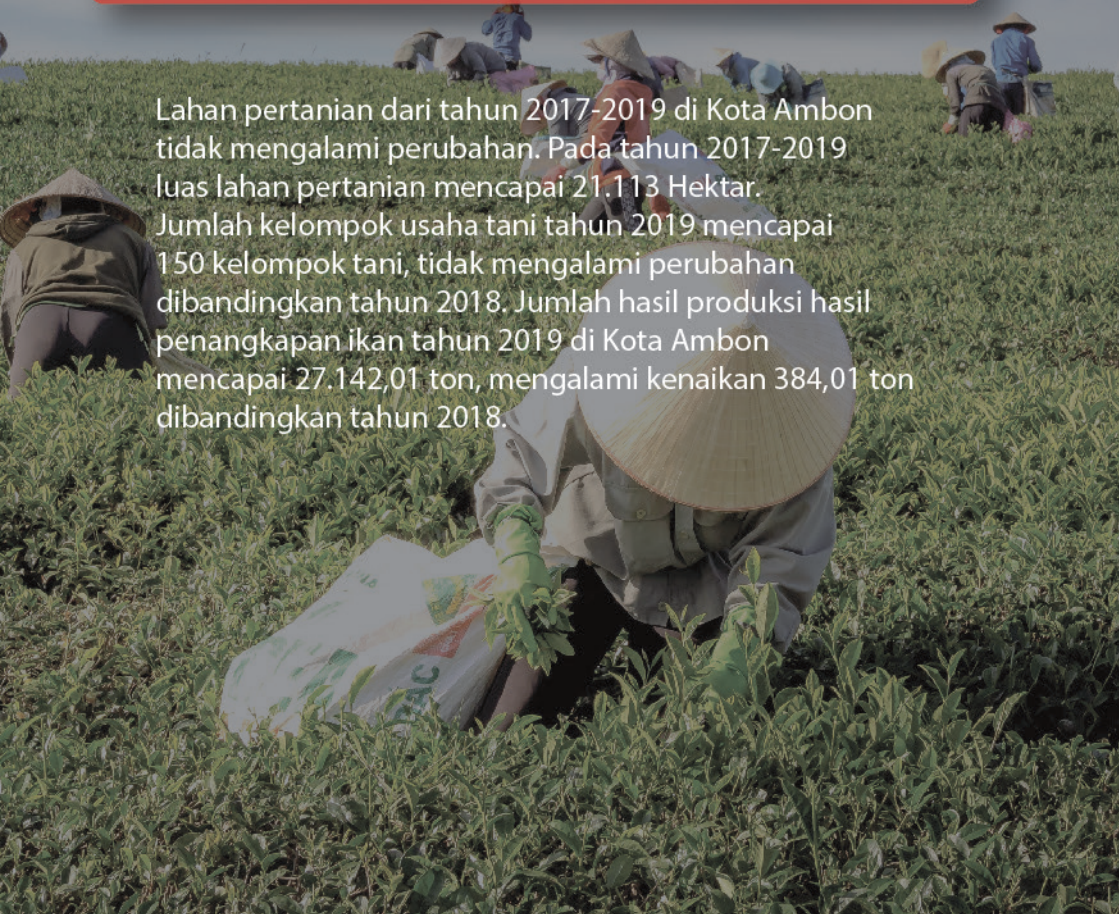 Lahan pertanian dari tahun 2017-2019 di Kota Ambon
tidak mengalami perubahan. Pada tahun 2017-2019
luas lahan pertanian mencapai 21.113 Hektar.
Jumlah kelompok usaha tani tahun 2019 mencapai
150 kelompok tani, tidak mengalami perubahan
dibandingkan tahun 2018. Jumlah hasil produksi hasil
penangkapan ikan tahun 2019 di Kota Ambon
mencapai 27.142,01 ton, mengalami kenaikan 384,01 ton
dibandingkan tahun 2018.